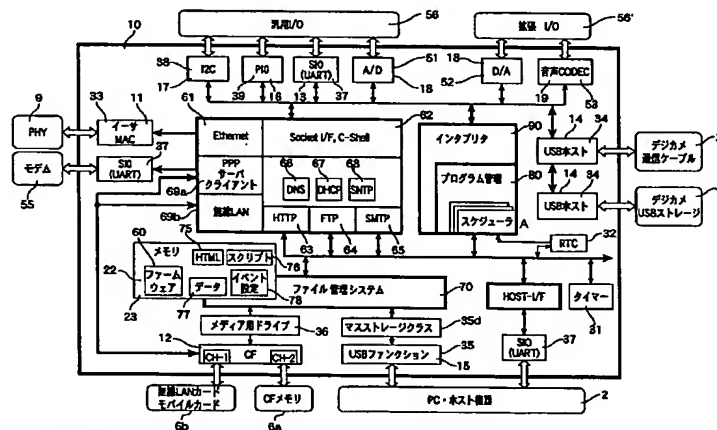 汎用I/O
56
拡張 I/O
56'
10
38
I2C
17
PIO
39
16
SIO
(UART)
13
37
A/D
51
18
18
D/A
52
音声CODEC
19
53
9
33
11
PHY
イーサ
MAC
37
モデム
55
SIO
(UART)
61
62
Ethernet
Socket I/F, C-Shell
PPP
サーバ
クライアント
69a
無線LAN
69b
66
67
68
DNS
DHCP
SMTP
HTTP
FTP
SMTP
63
64
65
インタプリタ
90
プログラム管理
80
スケジューラ
A
14
34
USBホスト
デジカメ
通信ケーブル
14
34
USBホスト
デジカメ
USBストレージ
RTC
32
60
75
メモリ
HTML
スクリプト
76
22
ファーム
ウェア
データ
イベント
設定
77
78
23
ファイル管理システム
70
メディア用ドライブ
36
マスストレージクラス
35d
HOST-I/F
タイマー
31
12
CH-1
CF
CH-2
USBファンクション
35
15
SIO
(UART)
37
無線LANカード
モバイルカード
6b
CFメモリ
6a
PC・ホスト機器
2